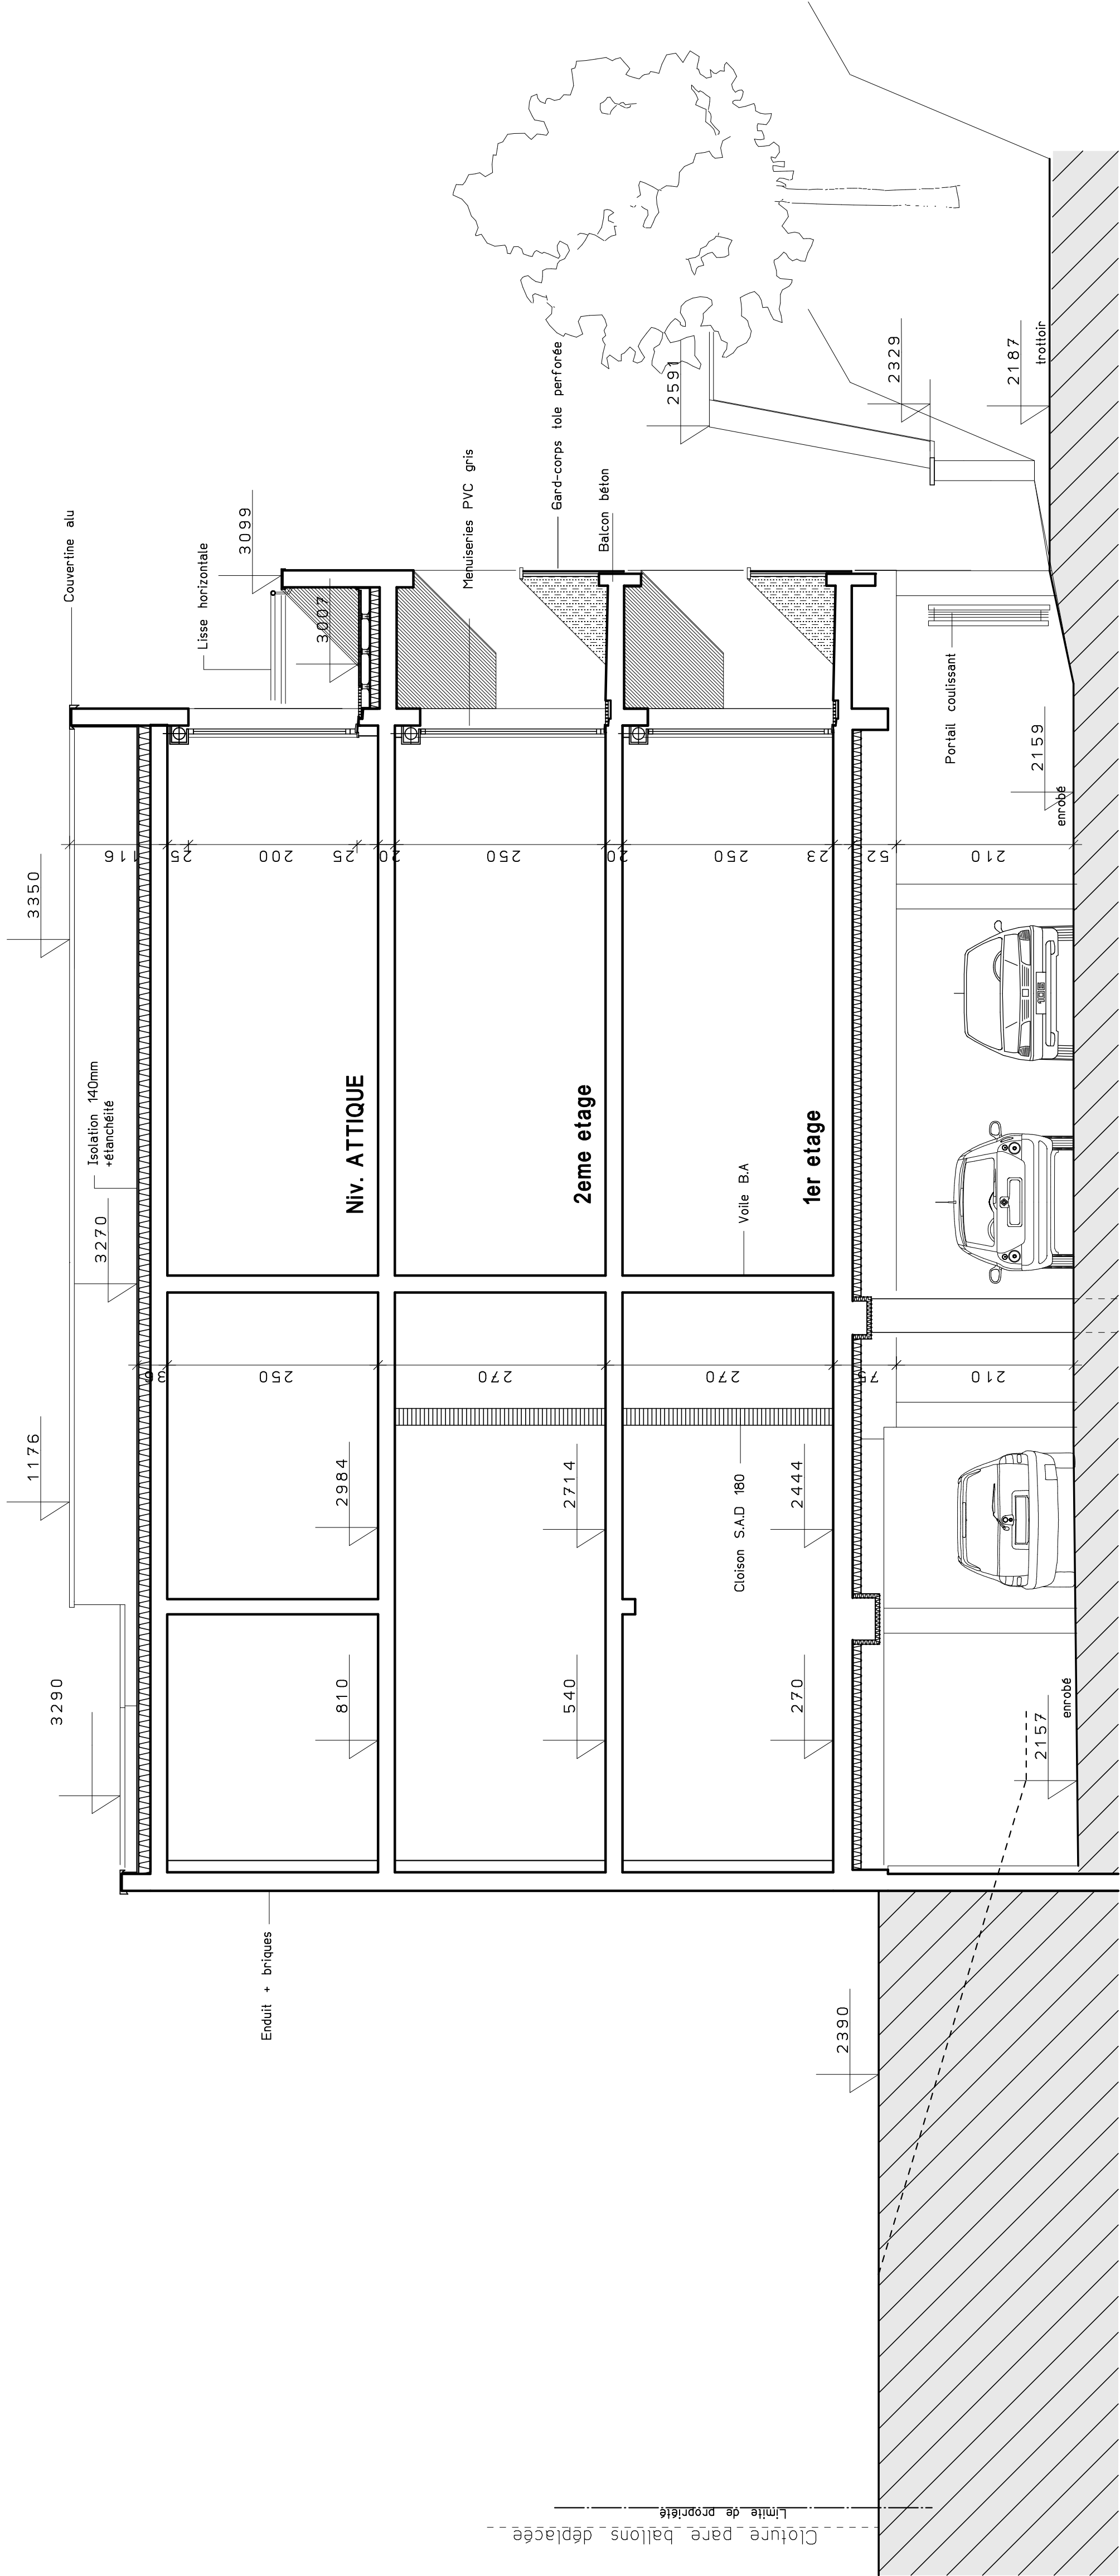 Couvertine alu
3350
1176
3290
Isolation 140mm
+étanchéité
3270
3099
Lisse horizontale
3007
Menuiseries PVC gris
Gard-corps tole perforée
Balcon béton
2591
2329
2187
trottoir
Portail coulissant
2159
enrobé
116
25
200
25
20
250
20
250
23
52
210
Niv. ATTIQUE
2eme etage
1er etage
Voile B.A
250
270
270
75
210
2984
2714
2444
Cloison S.A.D 180
810
540
270
2157
enrobé
Enduit + briques
2390
Limite de propriété
Cloture pare ballons déplacée
106